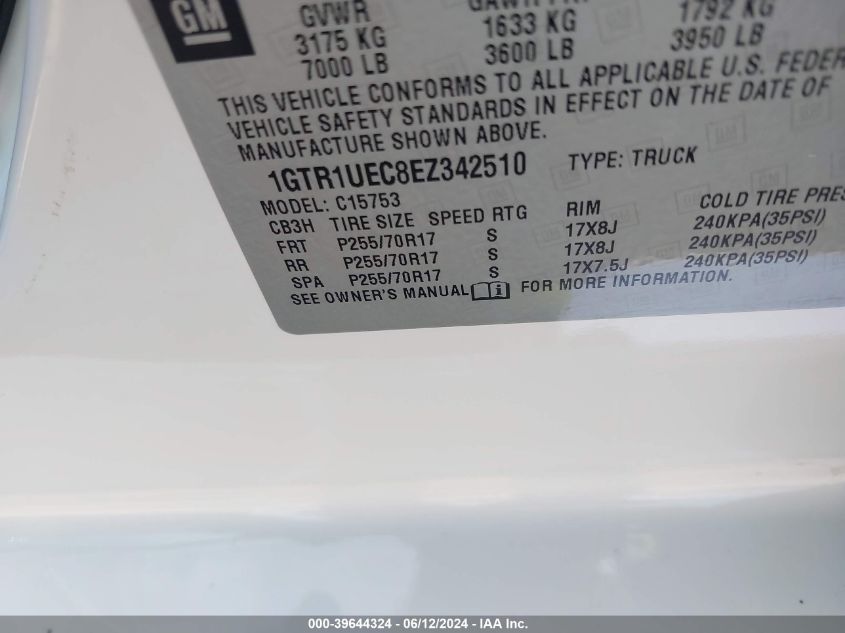 GM
GVWR GAWR FRT
3175 KG 1633 KG 1792 KG
7000 LB 3600 LB 3950 LB
THIS VEHICLE CONFORMS TO ALL APPLICABLE U.S. FEDER
VEHICLE SAFETY STANDARDS IN EFFECT ON THE DATE OF
MANUFACTURE SHOWN ABOVE.
1GTR1UEC8EZ342510 TYPE: TRUCK
MODEL: C15753
CB3H TIRE SIZE SPEED RTG RIM COLD TIRE PRES
FRT P255/70R17 S 17X8J 240KPA(35PSI)
RR P255/70R17 S 17X8J 240KPA(35PSI)
SPA P255/70R17 S 17X7.5J 240KPA(35PSI)
SEE OWNER'S MANUAL FOR MORE INFORMATION.
000-39644324 - 06/12/2024 - IAA Inc.